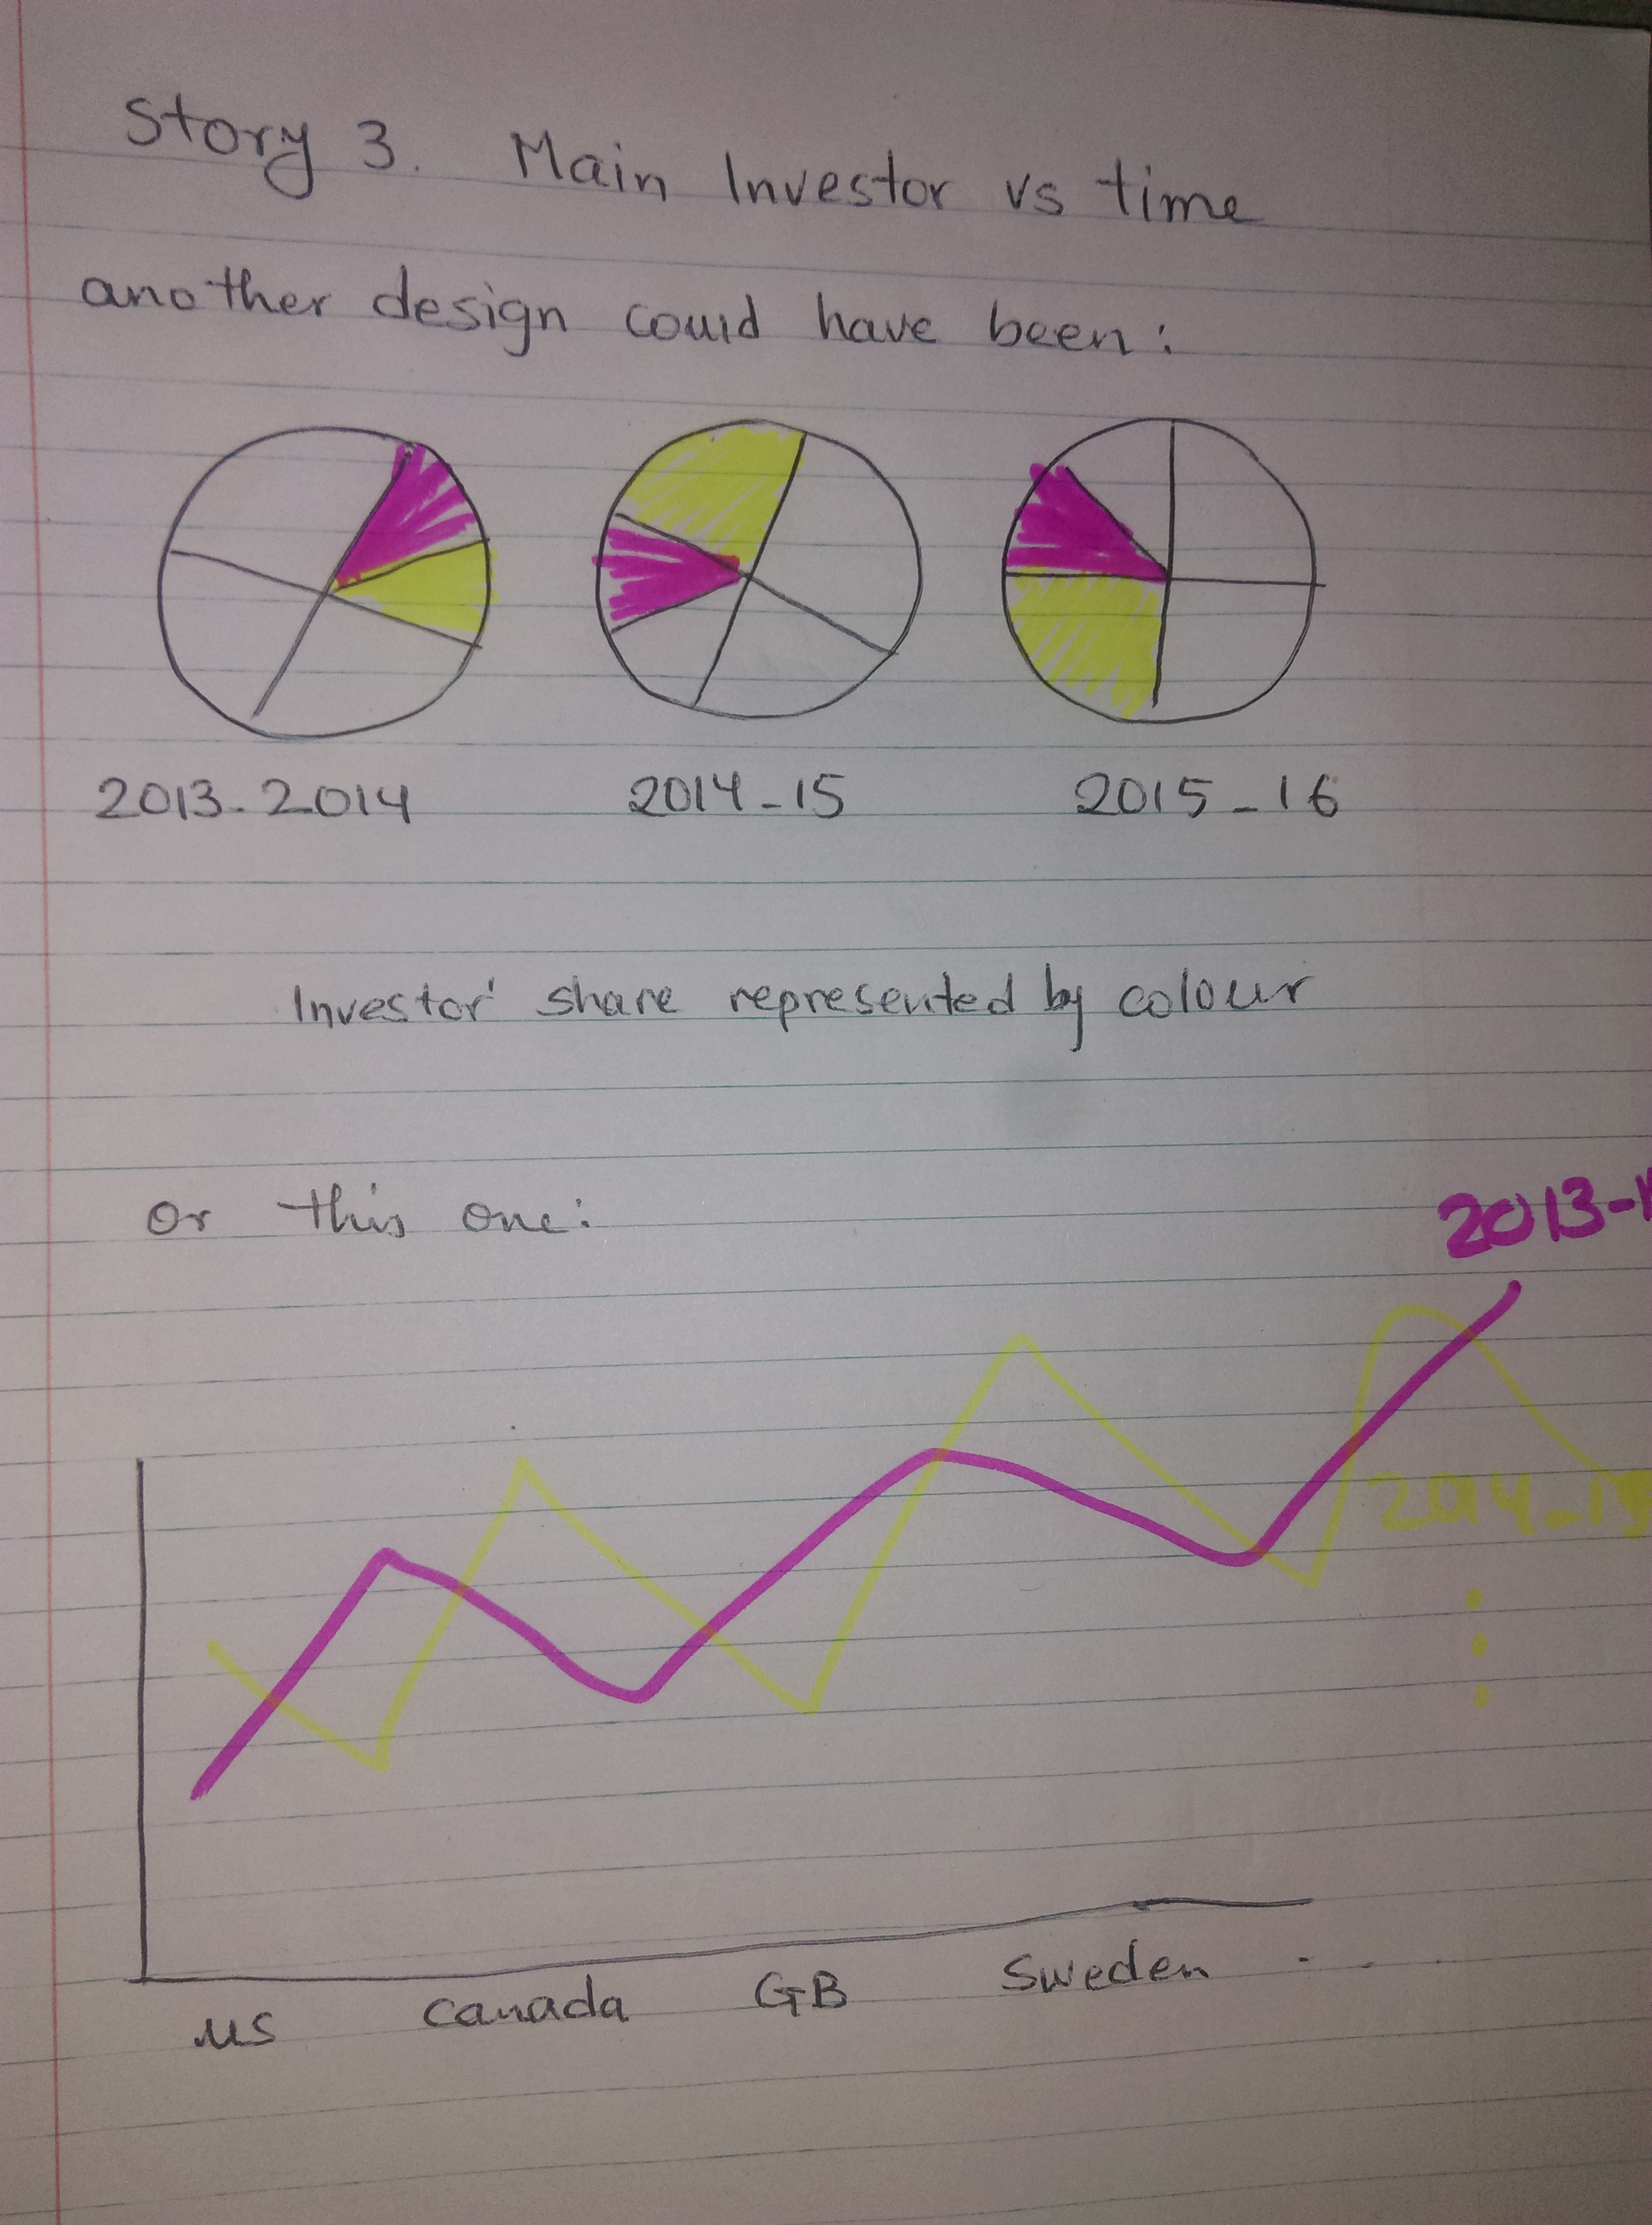 Story 3. Main Investor vs time
another design could have been:
2013-2014 2014-15 2015-16
Investor' share represented by colour
or this one:
2013-1
2014-15
US Canada GB Sweden - - - -